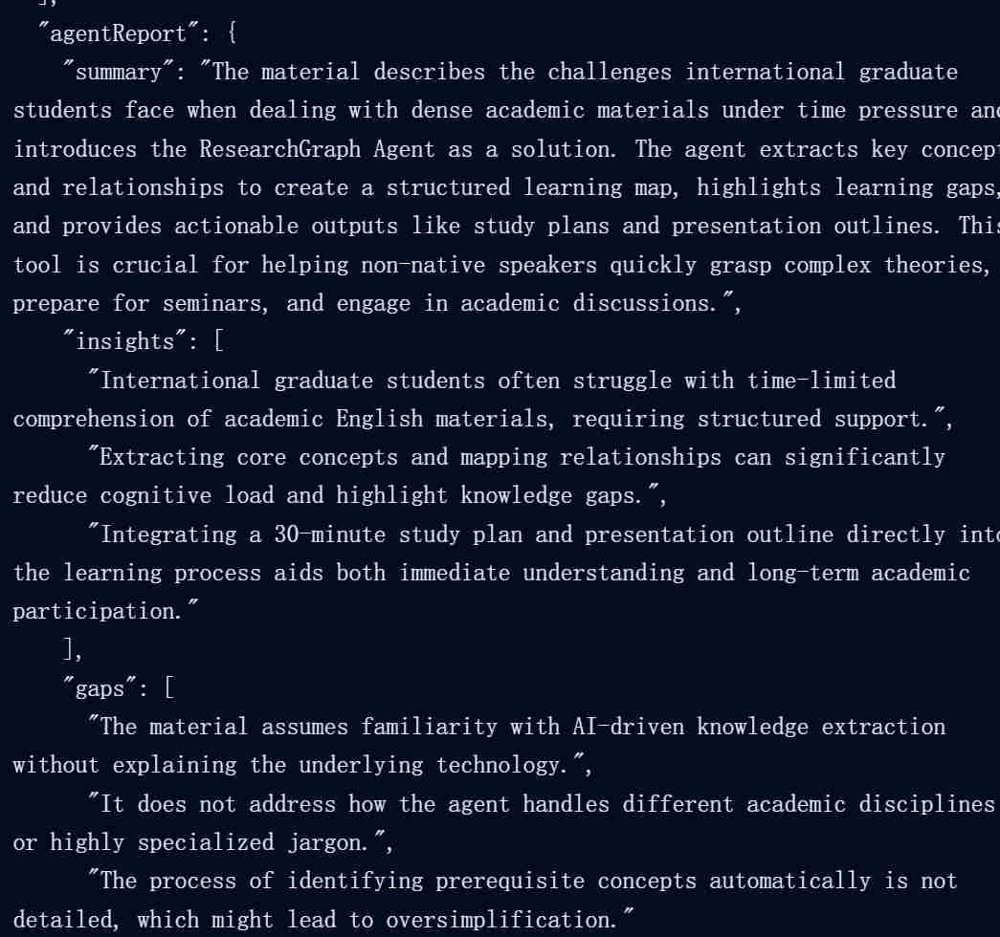 ],
"agentReport": {
"summary": "The material describes the challenges international graduate
students face when dealing with dense academic materials under time pressure and
introduces the ResearchGraph Agent as a solution. The agent extracts key concept
and relationships to create a structured learning map, highlights learning gaps,
and provides actionable outputs like study plans and presentation outlines. This
tool is crucial for helping non-native speakers quickly grasp complex theories,
prepare for seminars, and engage in academic discussions.",
"insights": [
"International graduate students often struggle with time-limited
comprehension of academic English materials, requiring structured support.",
"Extracting core concepts and mapping relationships can significantly
reduce cognitive load and highlight knowledge gaps.",
"Integrating a 30-minute study plan and presentation outline directly into
the learning process aids both immediate understanding and long-term academic
participation."
],
"gaps": [
"The material assumes familiarity with AI-driven knowledge extraction
without explaining the underlying technology.",
"It does not address how the agent handles different academic disciplines
or highly specialized jargon.",
"The process of identifying prerequisite concepts automatically is not
detailed, which might lead to oversimplification."